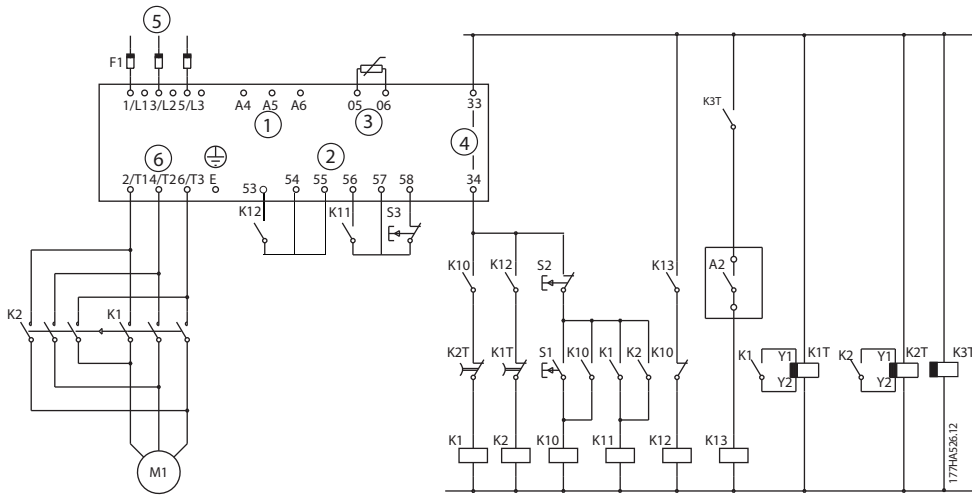 5
F1
1/L1 3/L2 5/L3 A4 A5 A6 05 06 33
1 3
4
K3T
6 2
2/T1 4/T2 6/T3 E 53 54 55 56 57 58 34
K12 K11 S3
K10 K12 S2 K13 A2
K2 K1
K2T K1T S1 K10 K1 K2 K10 K1 Y1 K1T K2 Y1 K2T K3T
Y2 Y2
K1 K2 K10 K11 K12 K13
M1
177HA526.12